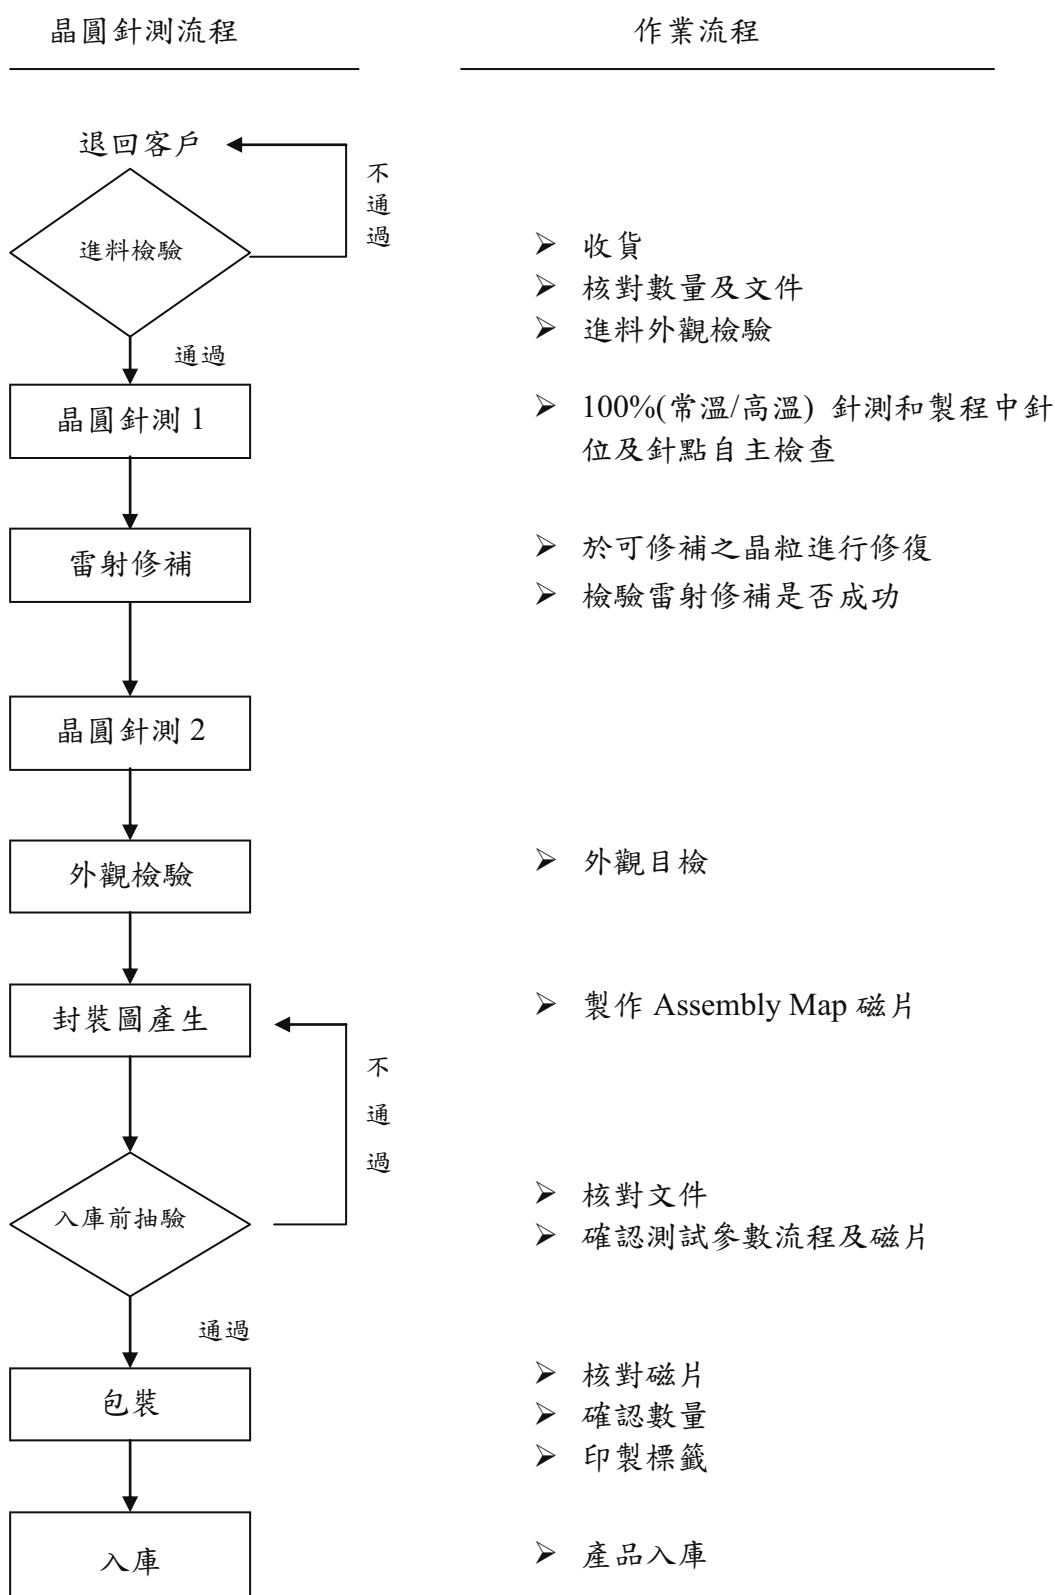 晶圓針測流程
作業流程
退回客戶
不
通
過
進料檢驗
➢ 收貨
➢ 核對數量及文件
➢ 進料外觀檢驗
通過
晶圓針測 1
➢ 100%(常溫/高溫) 針測和製程中針
位及針點自主檢查
雷射修補
➢ 於可修補之晶粒進行修復
➢ 檢驗雷射修補是否成功
晶圓針測 2
外觀檢驗
➢ 外觀目檢
封裝圖產生
➢ 製作 Assembly Map 磁片
不
通
過
入庫前抽驗
➢ 核對文件
➢ 確認測試參數流程及磁片
通過
包裝
➢ 核對磁片
➢ 確認數量
➢ 印製標籤
入庫
➢ 產品入庫